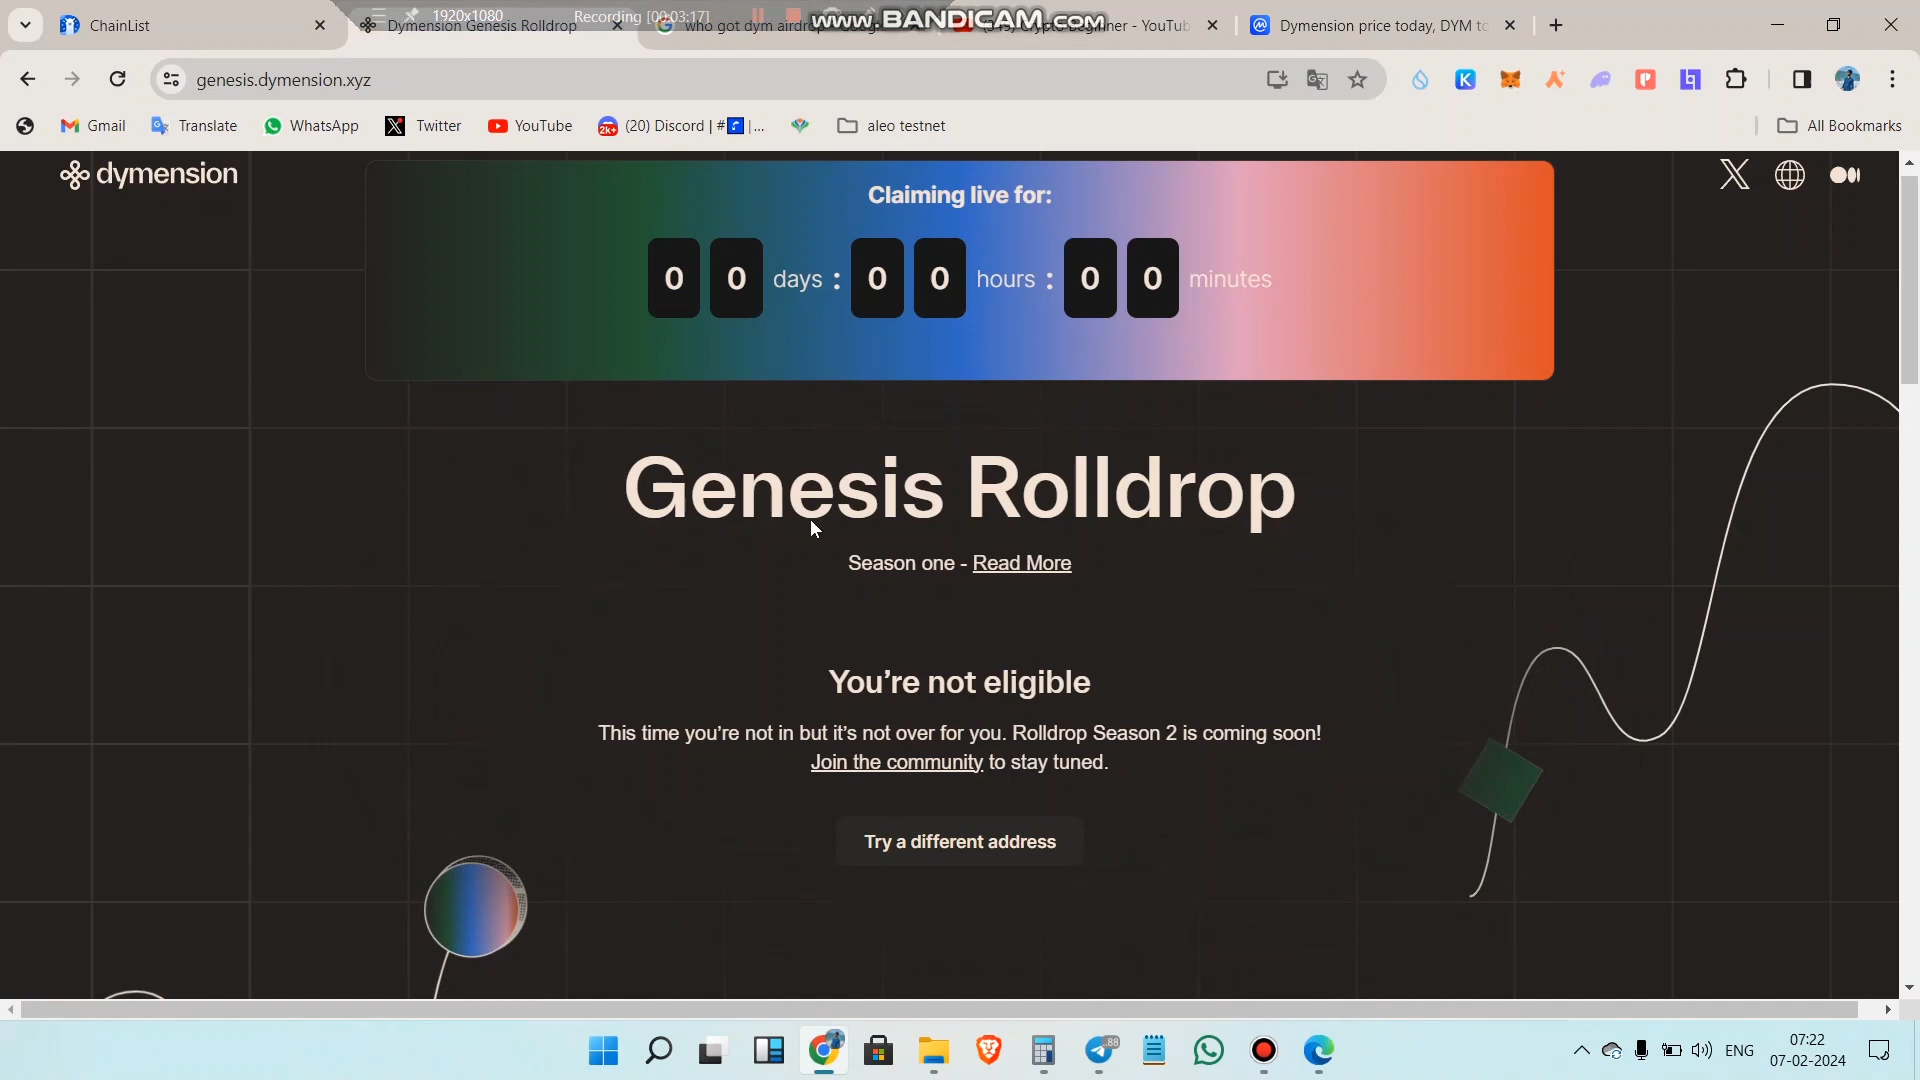 1920x1080 Recording [00:03:17] www.BANDICAM.COM
ChainList Dymension Genesis Rolldrop who got dym airdrop - Crypto Beginner - YouTub Dymension price today, DYM to
genesis.dymension.xyz
Gmail Translate WhatsApp Twitter YouTube (20) Discord | # | ... aleo testnet All Bookmarks
dymension
Claiming live for:
0 0 days : 0 0 hours : 0 0 minutes
Genesis Rolldrop
Season one - Read More
You’re not eligible
This time you’re not in but it’s not over for you. Rolldrop Season 2 is coming soon!
Join the community to stay tuned.
Try a different address
88
ENG
07:22
07-02-2024